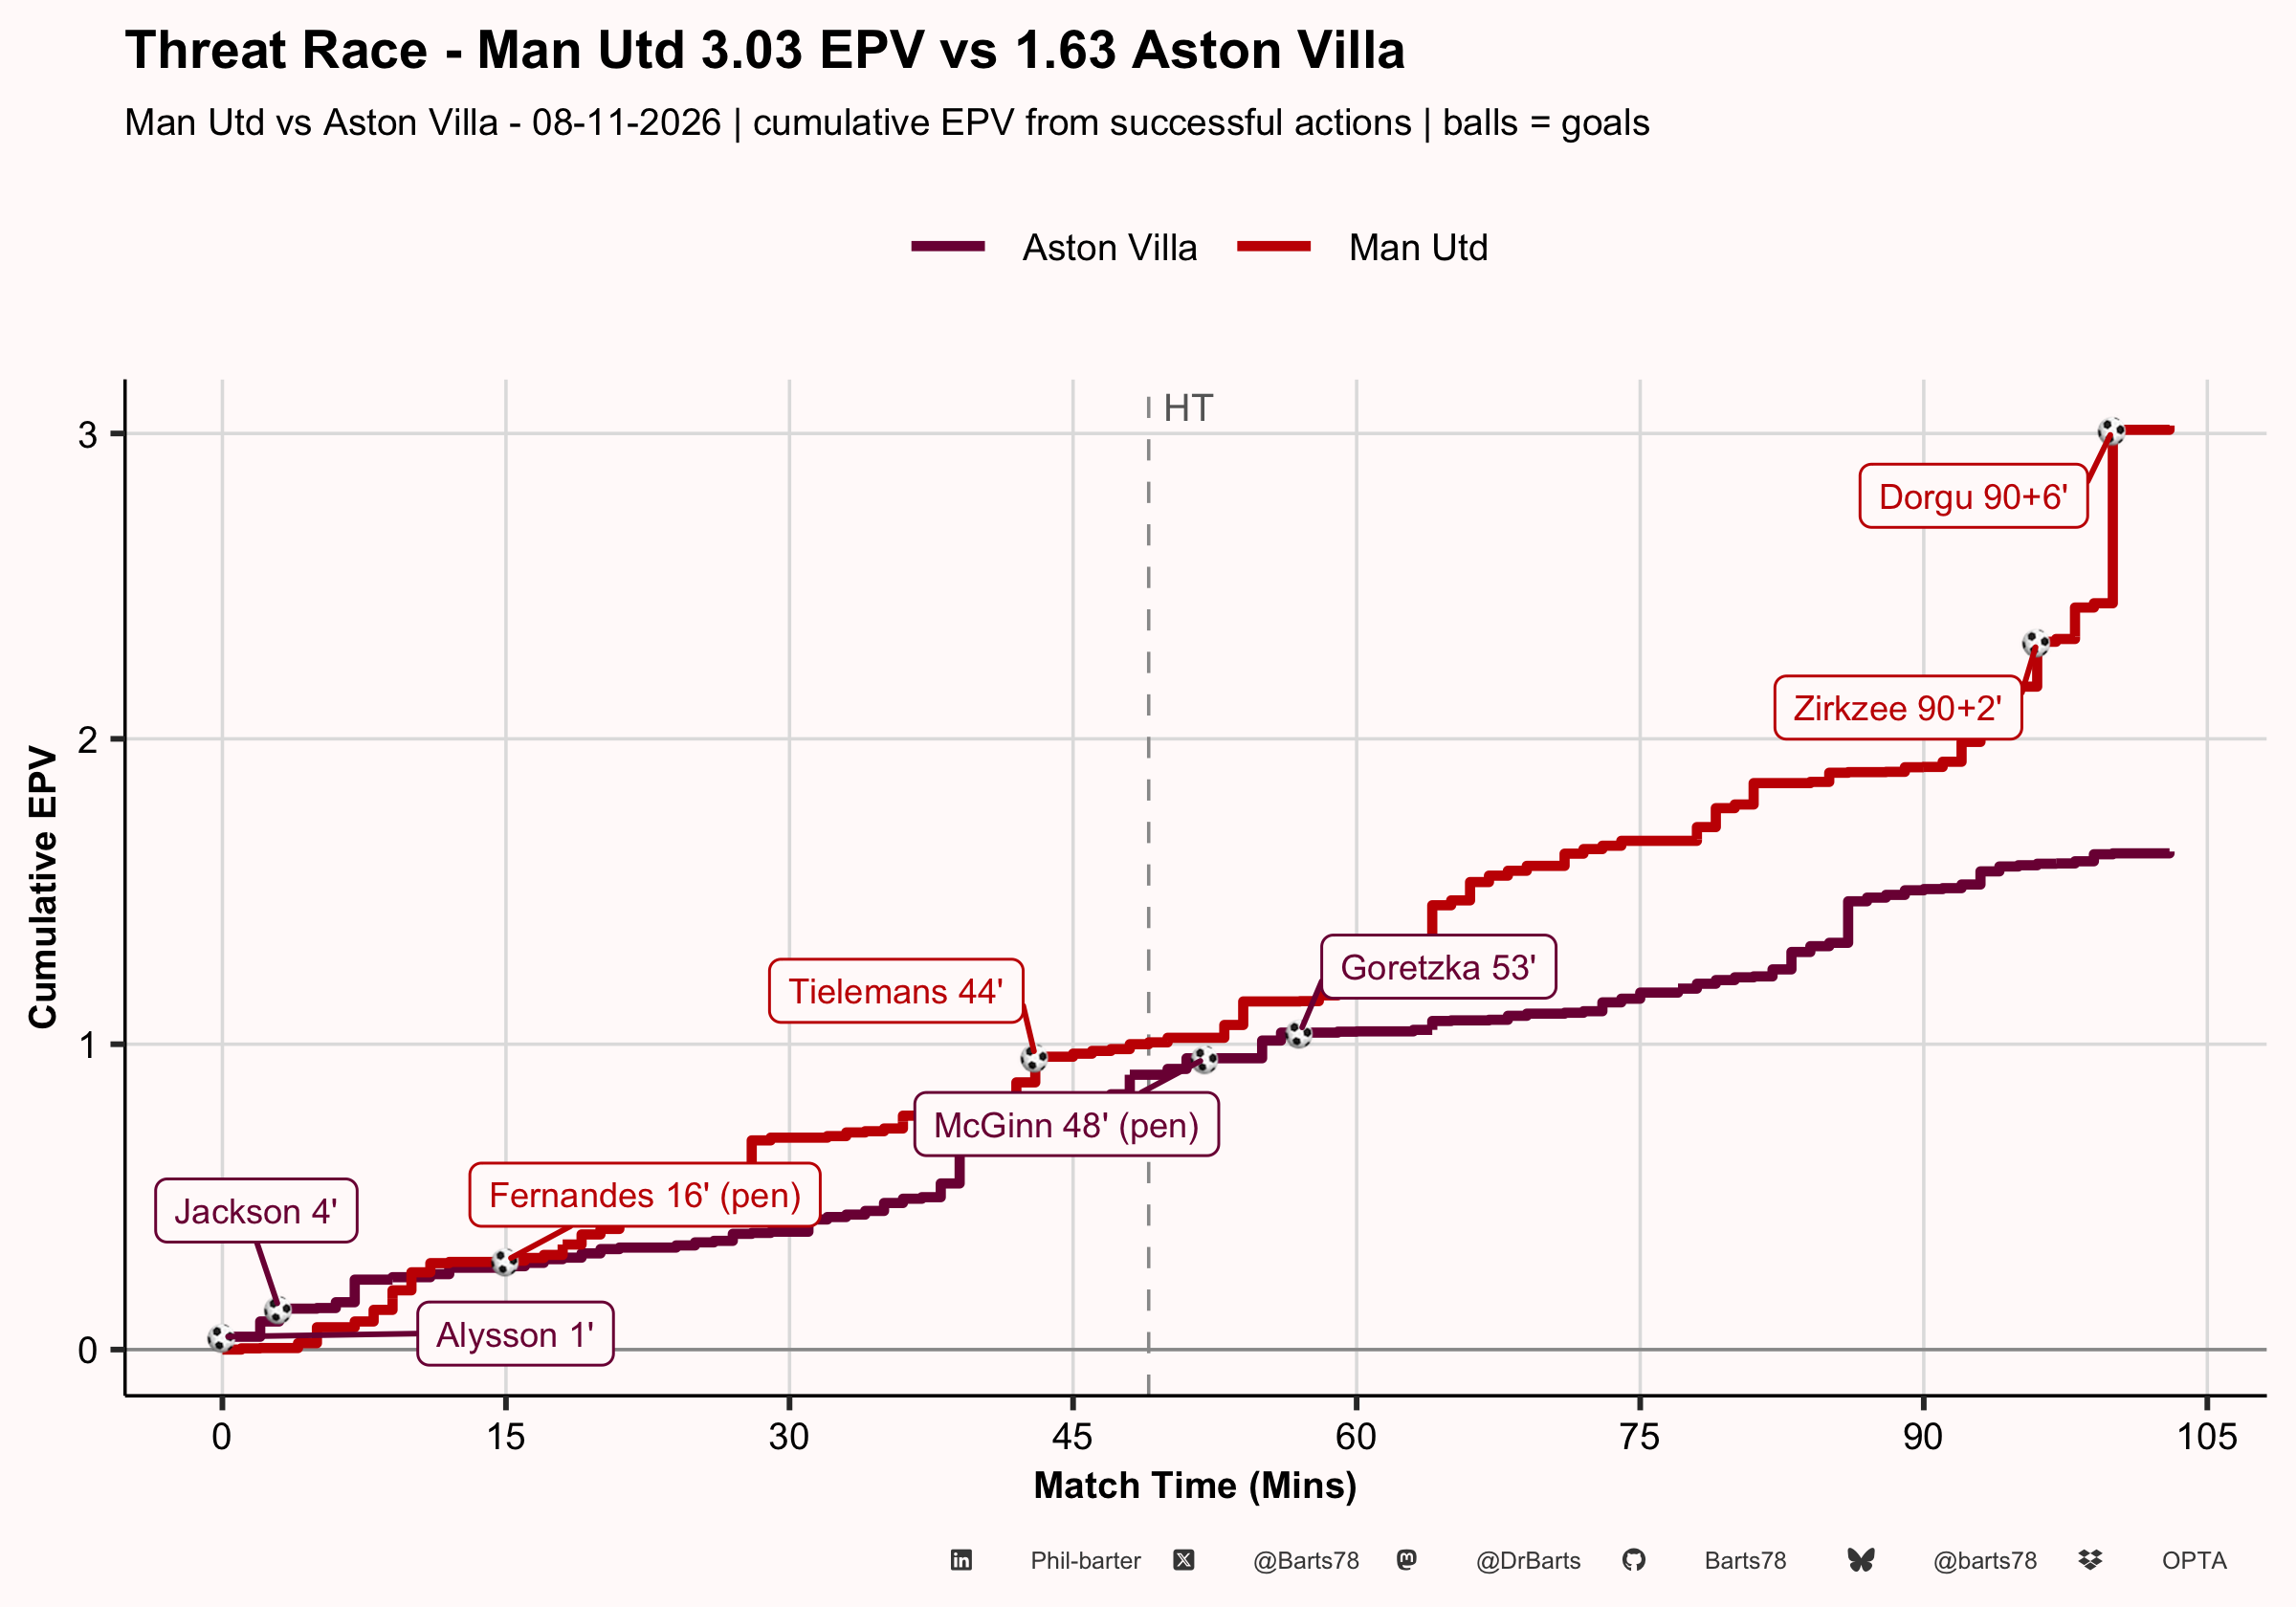 Threat Race - Man Utd 3.03 EPV vs 1.63 Aston Villa
Man Utd vs Aston Villa - 08-11-2026 | cumulative EPV from successful actions | balls = goals
Aston Villa
Man Utd
HT
3
2
1
0
Cumulative EPV
Dorgu 90+6'
Zirkzee 90+2'
Goretzka 53'
Tielemans 44'
McGinn 48' (pen)
Fernandes 16' (pen)
Jackson 4'
Alysson 1'
0 15 30 45 60 75 90 105
Match Time (Mins)
in Phil-barter @Barts78 @DrBarts Barts78 @barts78 OPTA